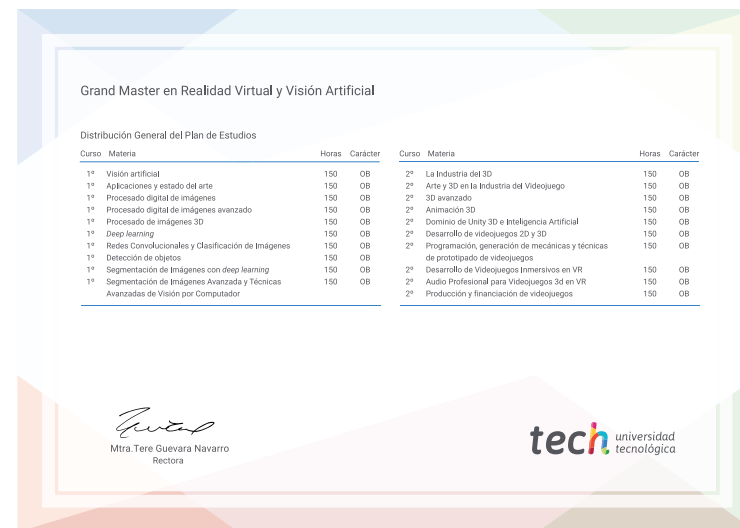 Grand Master en Realidad Virtual y Visión Artificial
Distribución General del Plan de Estudios
Curso Materia Horas Carácter
1º Visión artificial 150 OB
1º Aplicaciones y estado del arte 150 OB
1º Procesado digital de imágenes 150 OB
1º Procesado digital de imágenes avanzado 150 OB
1º Procesado de imágenes 3D 150 OB
1º Deep learning 150 OB
1º Redes Convolucionales y Clasificación de Imágenes 150 OB
1º Detección de objetos 150 OB
1º Segmentación de Imágenes con deep learning 150 OB
1º Segmentación de Imágenes Avanzada y Técnicas 150 OB
Avanzadas de Visión por Computador
Curso Materia Horas Carácter
2º La Industria del 3D 150 OB
2º Arte y 3D en la Industria del Videojuego 150 OB
2º 3D avanzado 150 OB
2º Animación 3D 150 OB
2º Dominio de Unity 3D e Inteligencia Artificial 150 OB
2º Desarrollo de videojuegos 2D y 3D 150 OB
2º Programación, generación de mecánicas y técnicas 150 OB
de prototipado de videojuegos
2º Desarrollo de Videojuegos Inmersivos en VR 150 OB
2º Audio Profesional para Videojuegos 3d en VR 150 OB
2º Producción y financiación de videojuegos 150 OB
Mtra.Tere Guevara Navarro
Rectora
tech universidad
tecnológica